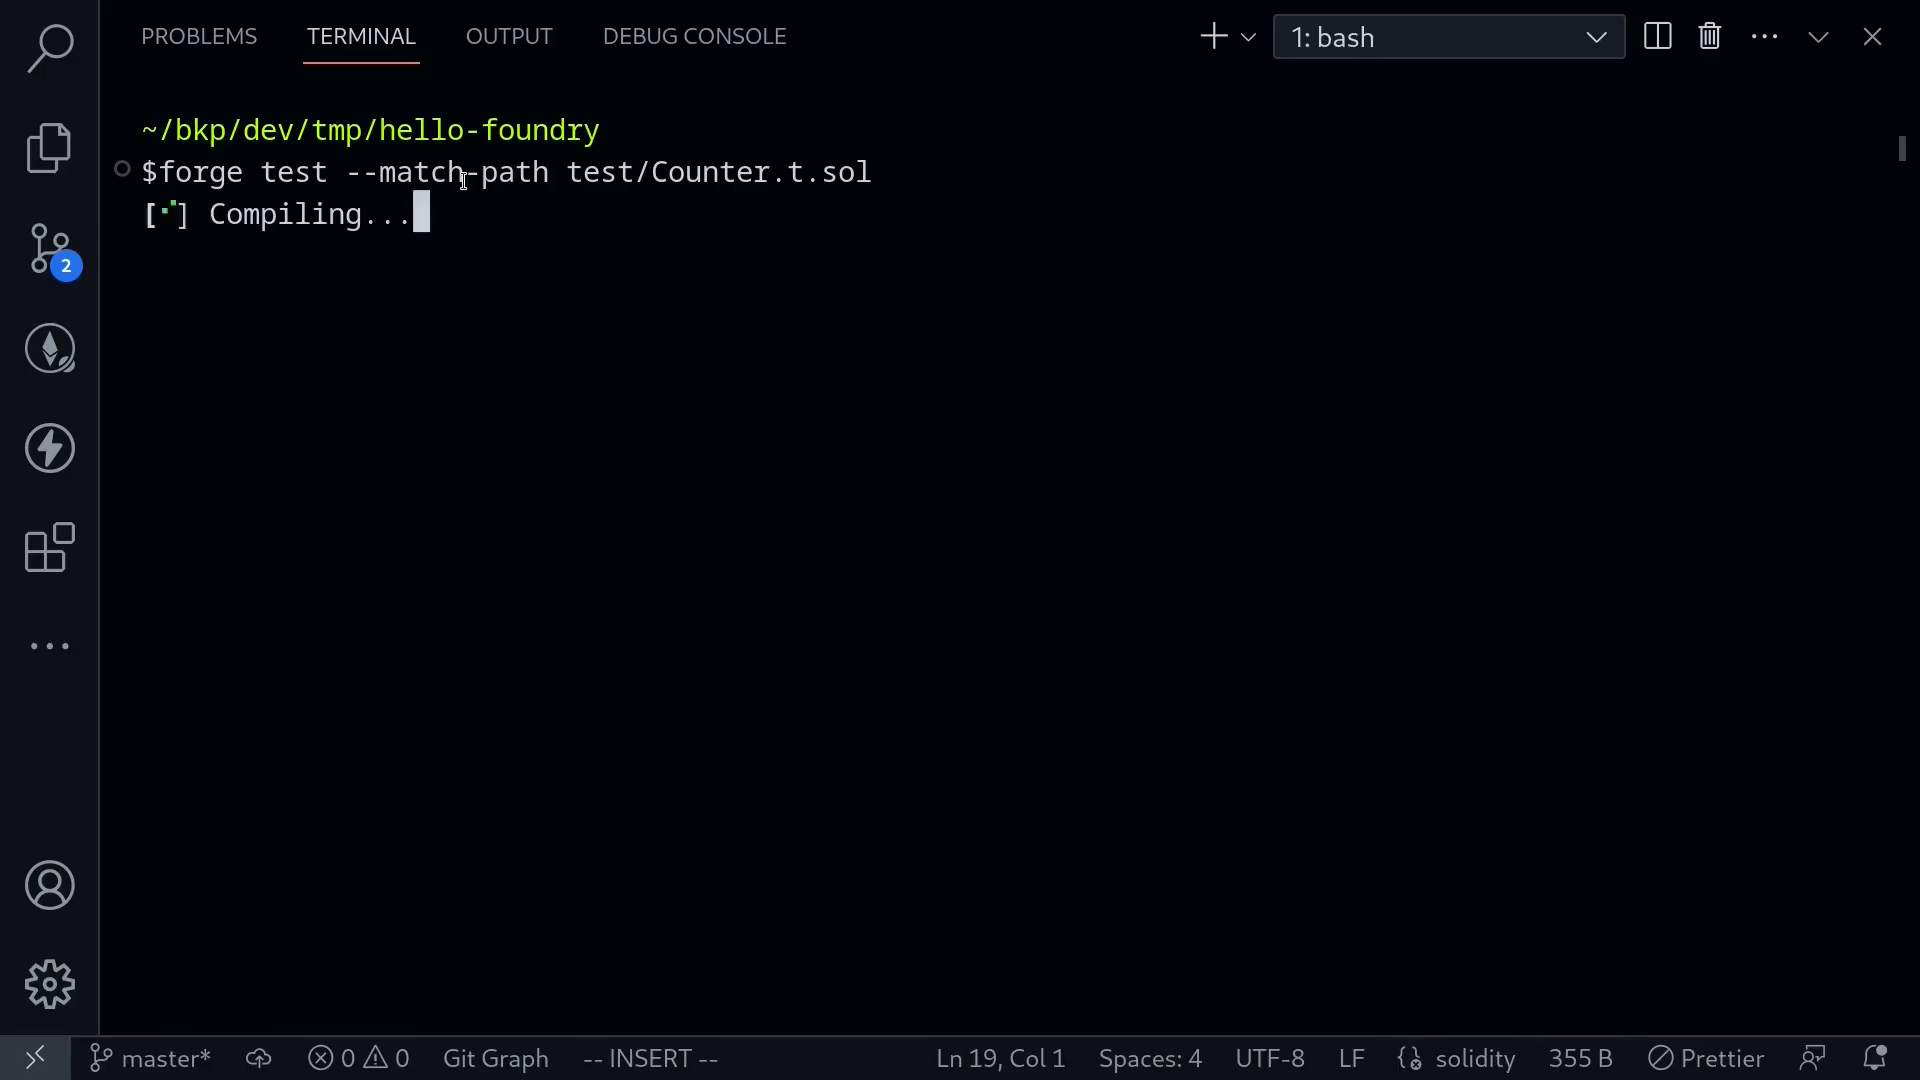 PROBLEMS TERMINAL OUTPUT DEBUG CONSOLE 1: bash
~/bkp/dev/tmp/hello-foundry
$forge test --match-path test/Counter.t.sol
[⠊] Compiling...
2
master* 0 0 Git Graph -- INSERT -- Ln 19, Col 1 Spaces: 4 UTF-8 LF solidity 355 B Prettier